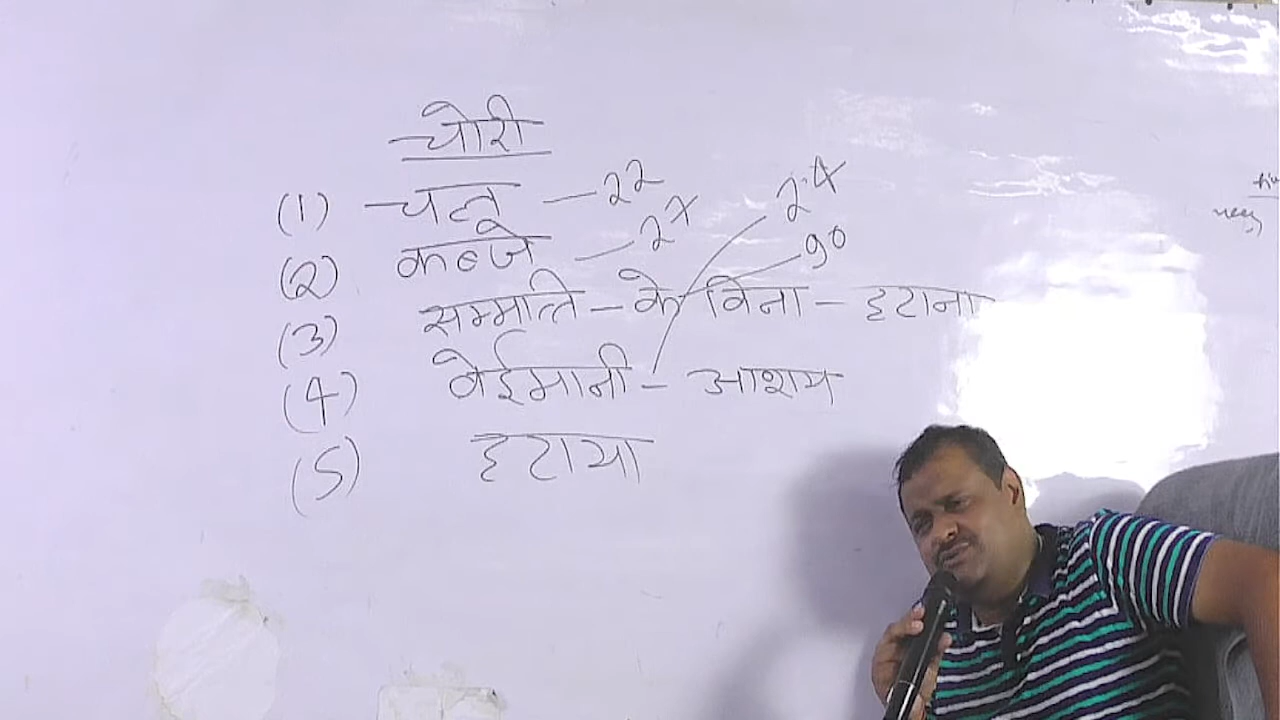 चोरी
(1) चल — 22
(2) कब्जे — 27
24
90
(3) सम्मत्ति – के बिना – हटाना
(4) बेईमानी – आशय
(5) हटाया